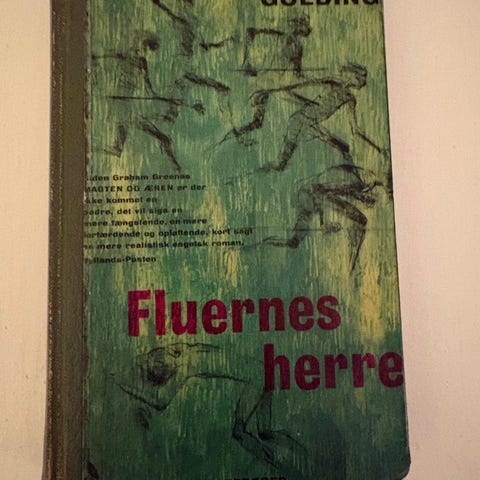 GOLDING
Siden Graham Greenes
MAGTEN OG ÆREN er der
ikke kommet en
bedre, det vil sige en
mere fængslende, en mere
forfærdende og opløftende, kort sagt
en mere realistisk engelsk roman.
Jyllands-Posten
Fluernes
herre